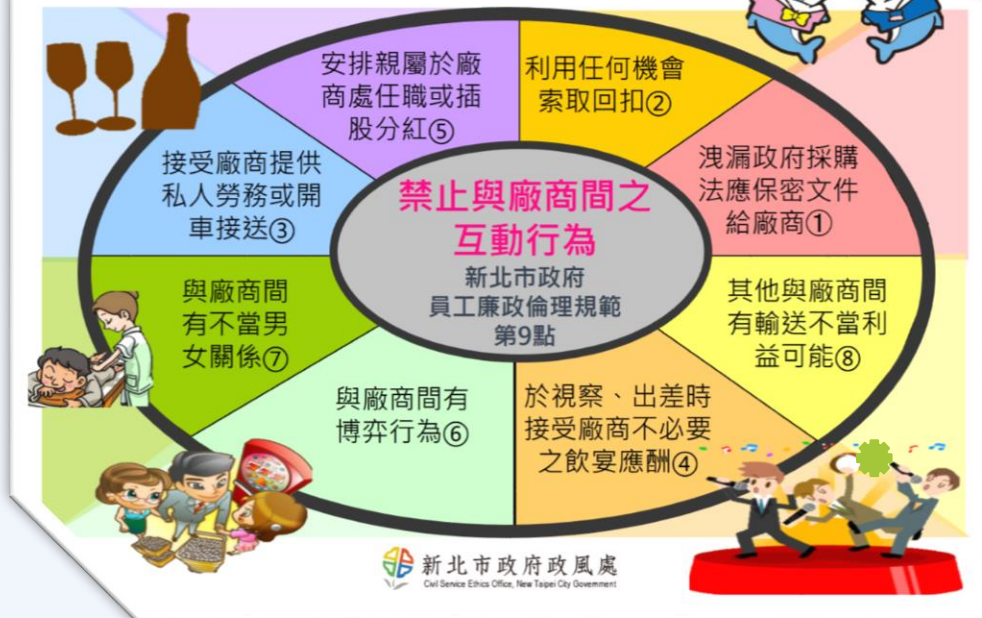 安排親屬於廠
商處任職或插
股分紅⑤
利用任何機會
索取回扣②
洩漏政府採購
法應保密文件
給廠商①
接受廠商提供
私人勞務或開
車接送③
禁止與廠商間之
互動行為
新北市政府
員工廉政倫理規範
第9點
與廠商間
有不當男
女關係⑦
其他與廠商間
有輸送不當利
益可能⑧
與廠商間有
博弈行為⑥
於視察、出差時
接受廠商不必要
之飲宴應酬④
新北市政府政風處
Civil Service Ethics Office, New Taipei City Government